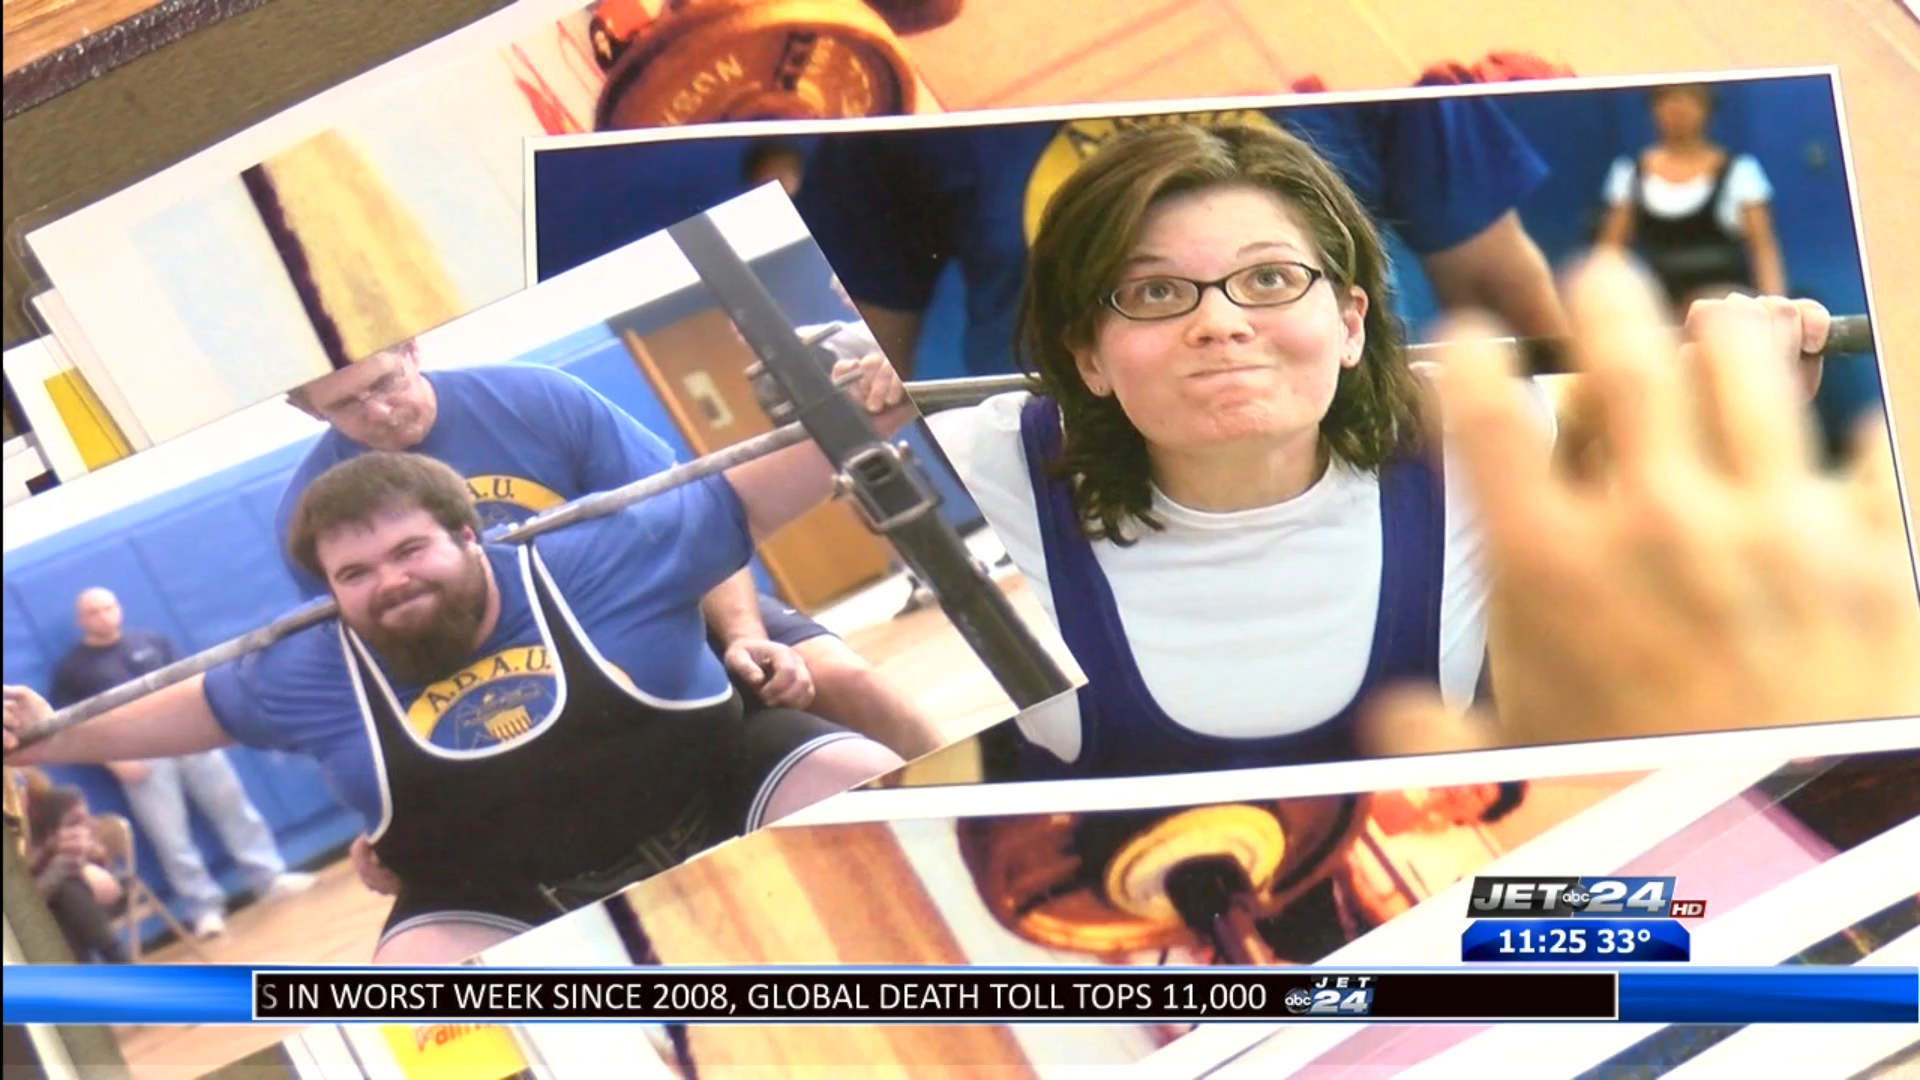 A.U.
A.D.A.U.
JET abc 24 HD
11:25 33°
S IN WORST WEEK SINCE 2008, GLOBAL DEATH TOLL TOPS 11,000 abc JET 24